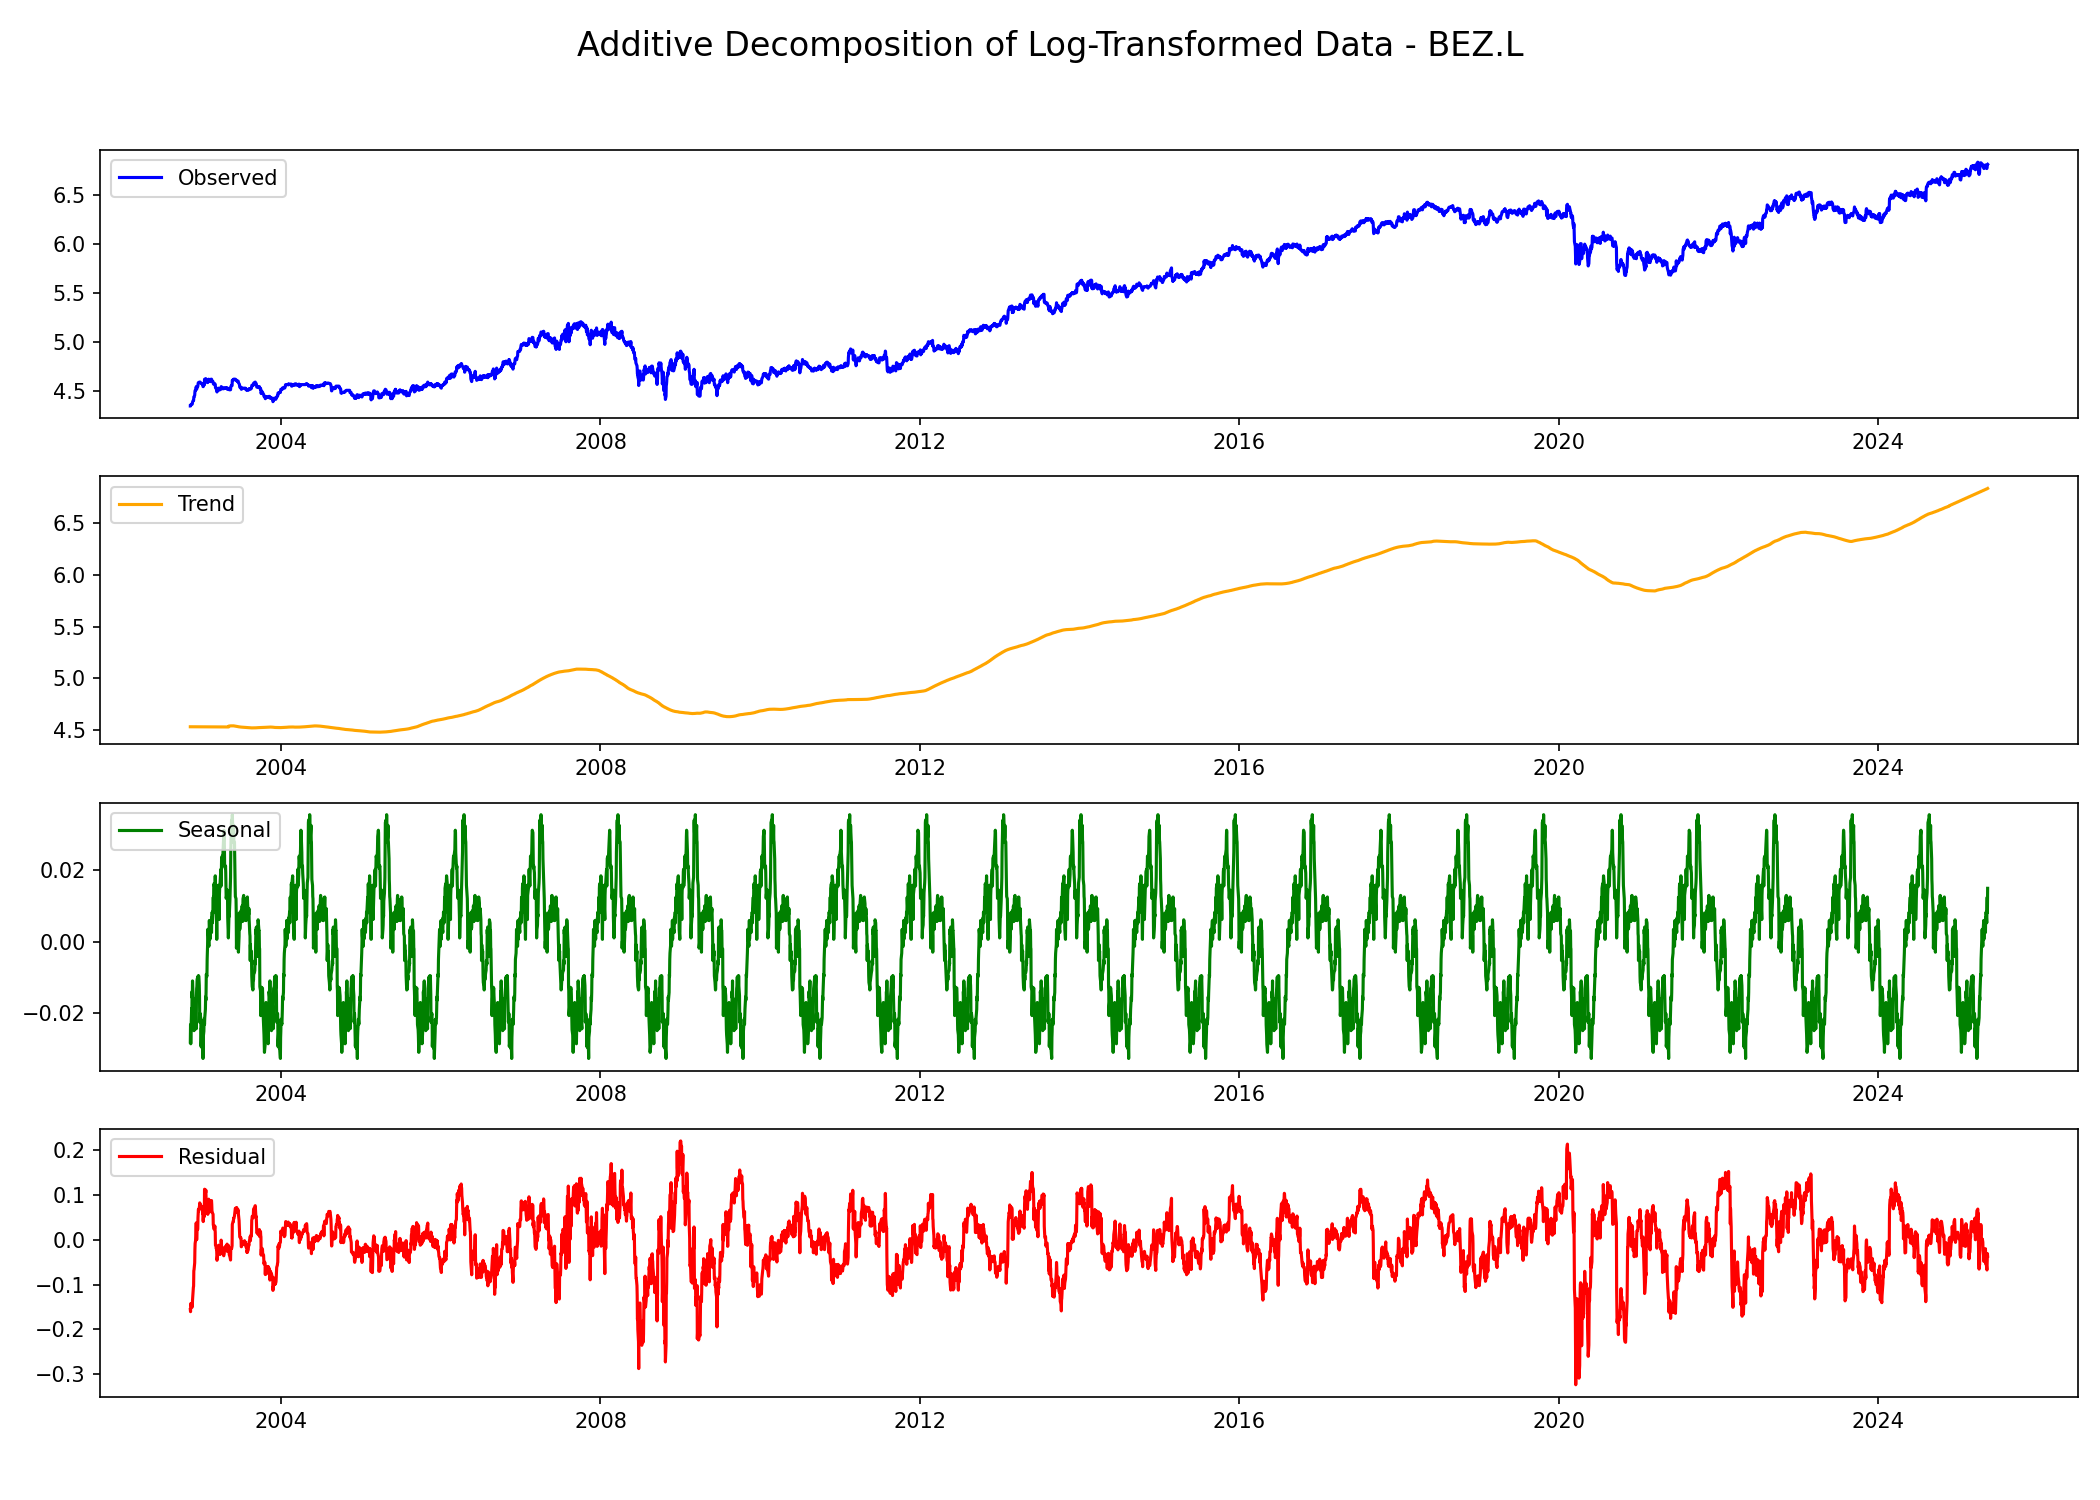 Additive Decomposition of Log-Transformed Data - BEZ.L
Observed
6.5
6.0
5.5
5.0
4.5
2004 2008 2012 2016 2020 2024
Trend
6.5
6.0
5.5
5.0
4.5
2004 2008 2012 2016 2020 2024
Seasonal
0.02
0.00
−0.02
2004 2008 2012 2016 2020 2024
Residual
0.2
0.1
0.0
−0.1
−0.2
−0.3
2004 2008 2012 2016 2020 2024